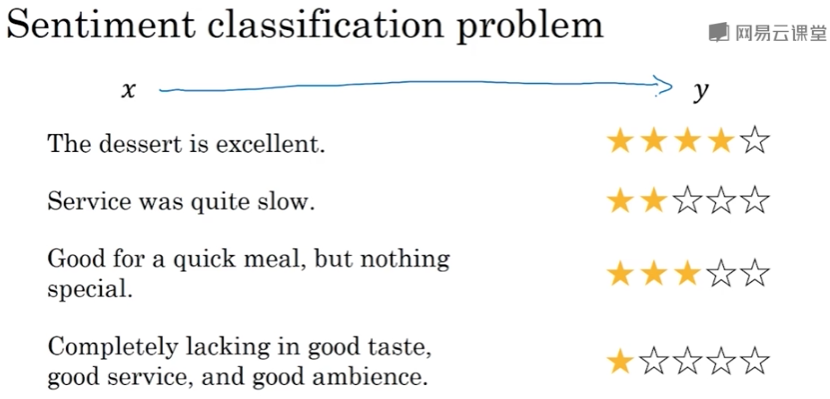 Sentiment classification problem
网易云课堂
x
y
The dessert is excellent.
Service was quite slow.
Good for a quick meal, but nothing
special.
Completely lacking in good taste,
good service, and good ambience.